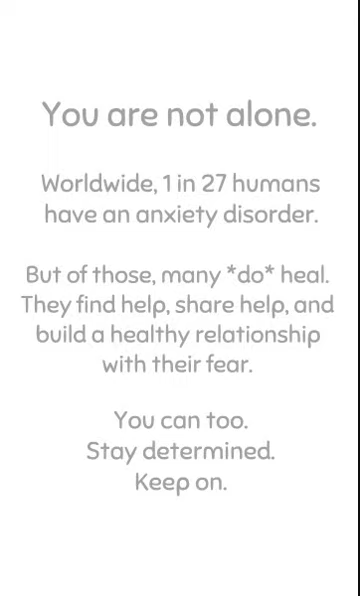 You are not alone.
Worldwide, 1 in 27 humans
have an anxiety disorder.
But of those, many *do* heal.
They find help, share help, and
build a healthy relationship
with their fear.
You can too.
Stay determined.
Keep on.